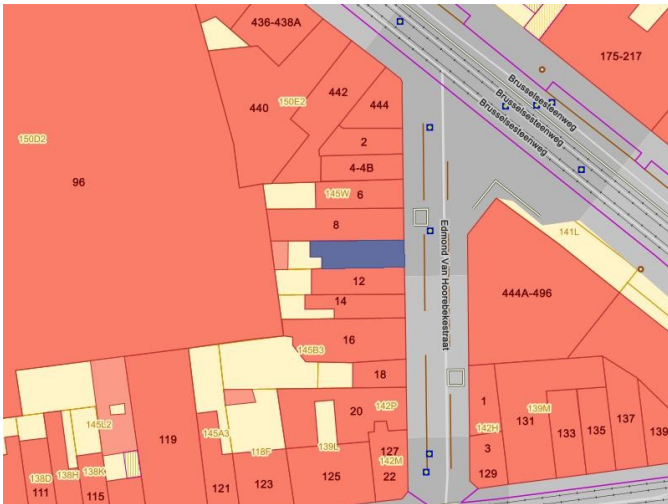 436-438A
175-217
442
150E2
444
440
Brusselsesteenweg
Brusselsesteenweg
Brusselsesteenweg
150D2
2
4-4B
96
145W
6
8
141L
Edmond Van Hoorebekestraat
12
444A-496
14
16
145B3
18
1
20
142P
139M
131
145L2
119
145A3
142H
133
135
137
139
118F
139L
127
3
138D
138H
138K
142M
129
111
115
121
123
125
22